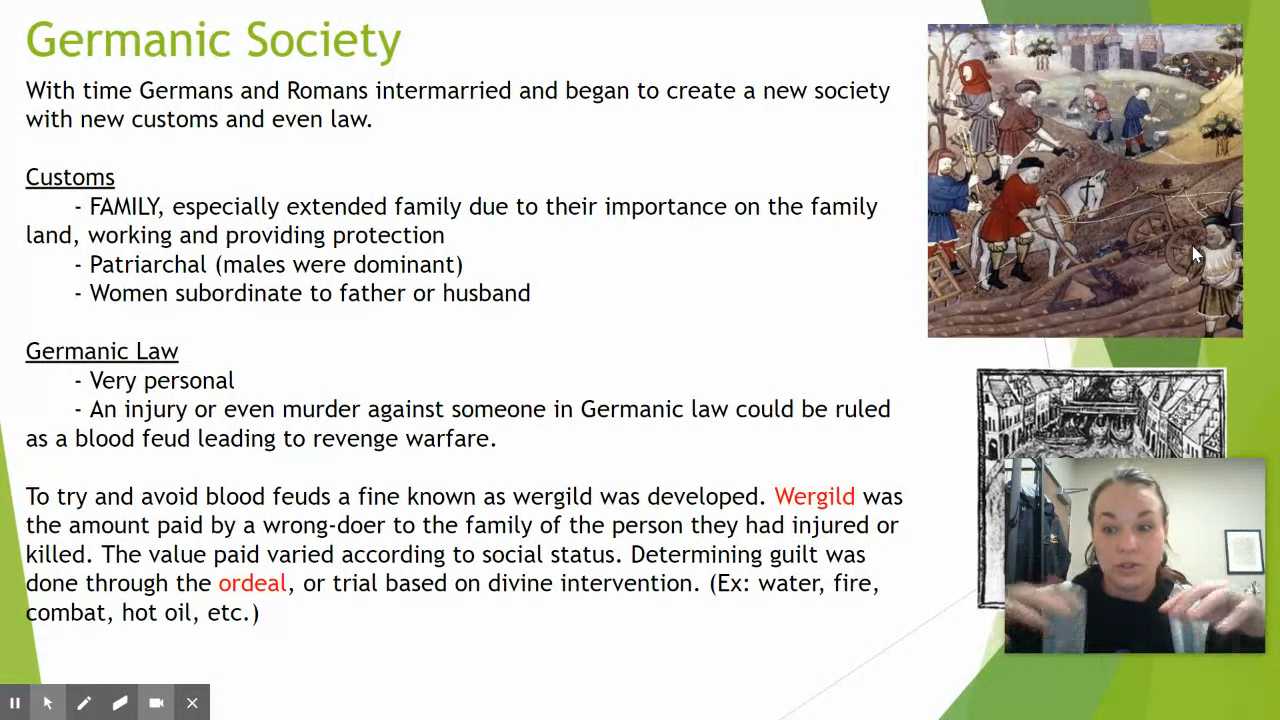 Germanic Society
With time Germans and Romans intermarried and began to create a new society
with new customs and even law.
Customs
- FAMILY, especially extended family due to their importance on the family
land, working and providing protection
- Patriarchal (males were dominant)
- Women subordinate to father or husband
Germanic Law
- Very personal
- An injury or even murder against someone in Germanic law could be ruled
as a blood feud leading to revenge warfare.
To try and avoid blood feuds a fine known as wergild was developed. Wergild was
the amount paid by a wrong-doer to the family of the person they had injured or
killed. The value paid varied according to social status. Determining guilt was
done through the ordeal, or trial based on divine intervention. (Ex: water, fire,
combat, hot oil, etc.)